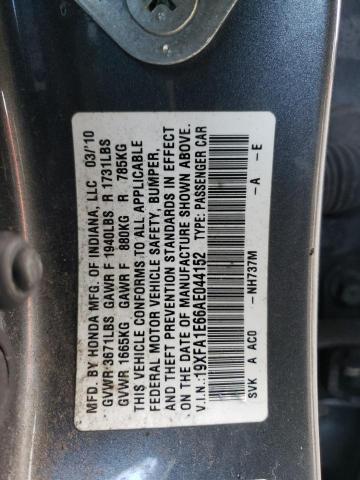 MFD. BY HONDA MFG. OF INDIANA, LLC 03/'10
GVWR 3671LBS GAWR F 1940LBS R 1731LBS
GVWR 1665KG GAWR F 880KG R 785KG
THIS VEHICLE CONFORMS TO ALL APPLICABLE
FEDERAL MOTOR VEHICLE SAFETY, BUMPER,
AND THEFT PREVENTION STANDARDS IN EFFECT
ON THE DATE OF MANUFACTURE SHOWN ABOVE.
V.I.N.:19XFA1E66AE044152 TYPE: PASSENGER CAR
SVK A AC0 -NH737M -A -E